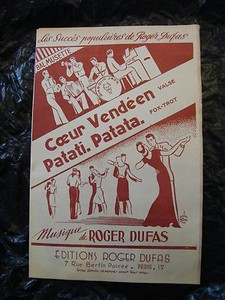 Les Succès populaires de Roger Dufas
BAL MUSETTE
Cœur Vendéen
VALSE
Patati. Patata.
FOX-TROT
Musique de ROGER DUFAS
EDITIONS ROGER DUFAS
7 Rue Bertin Poirée, PARIS, 1er